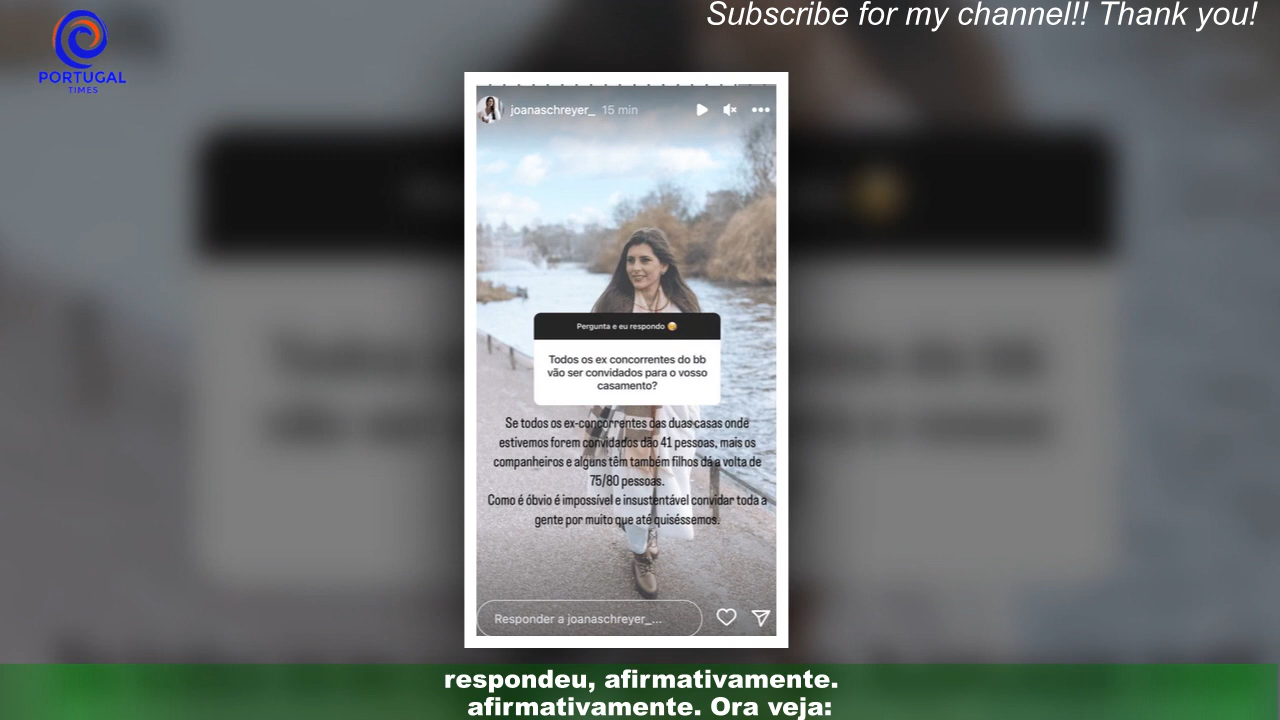 Subscribe for my channel!! Thank you!
PORTUGAL
TIMES
joanaschreyer_ 15 min
Pergunta e eu respondo
Todos os ex concorrentes do bb
vão ser convidados para o vosso
casamento?
Se todos os ex-concorrentes das duas casas onde
estivemos forem convidados dão 41 pessoas, mais os
companheiros e alguns têm também filhos dá a volta de
75/80 pessoas.
Como é óbvio é impossível e insustentável convidar toda a
gente por muito que até quiséssemos.
Responder a joanaschreyer_...
respondeu, afirmativamente.
afirmativamente. Ora veja: